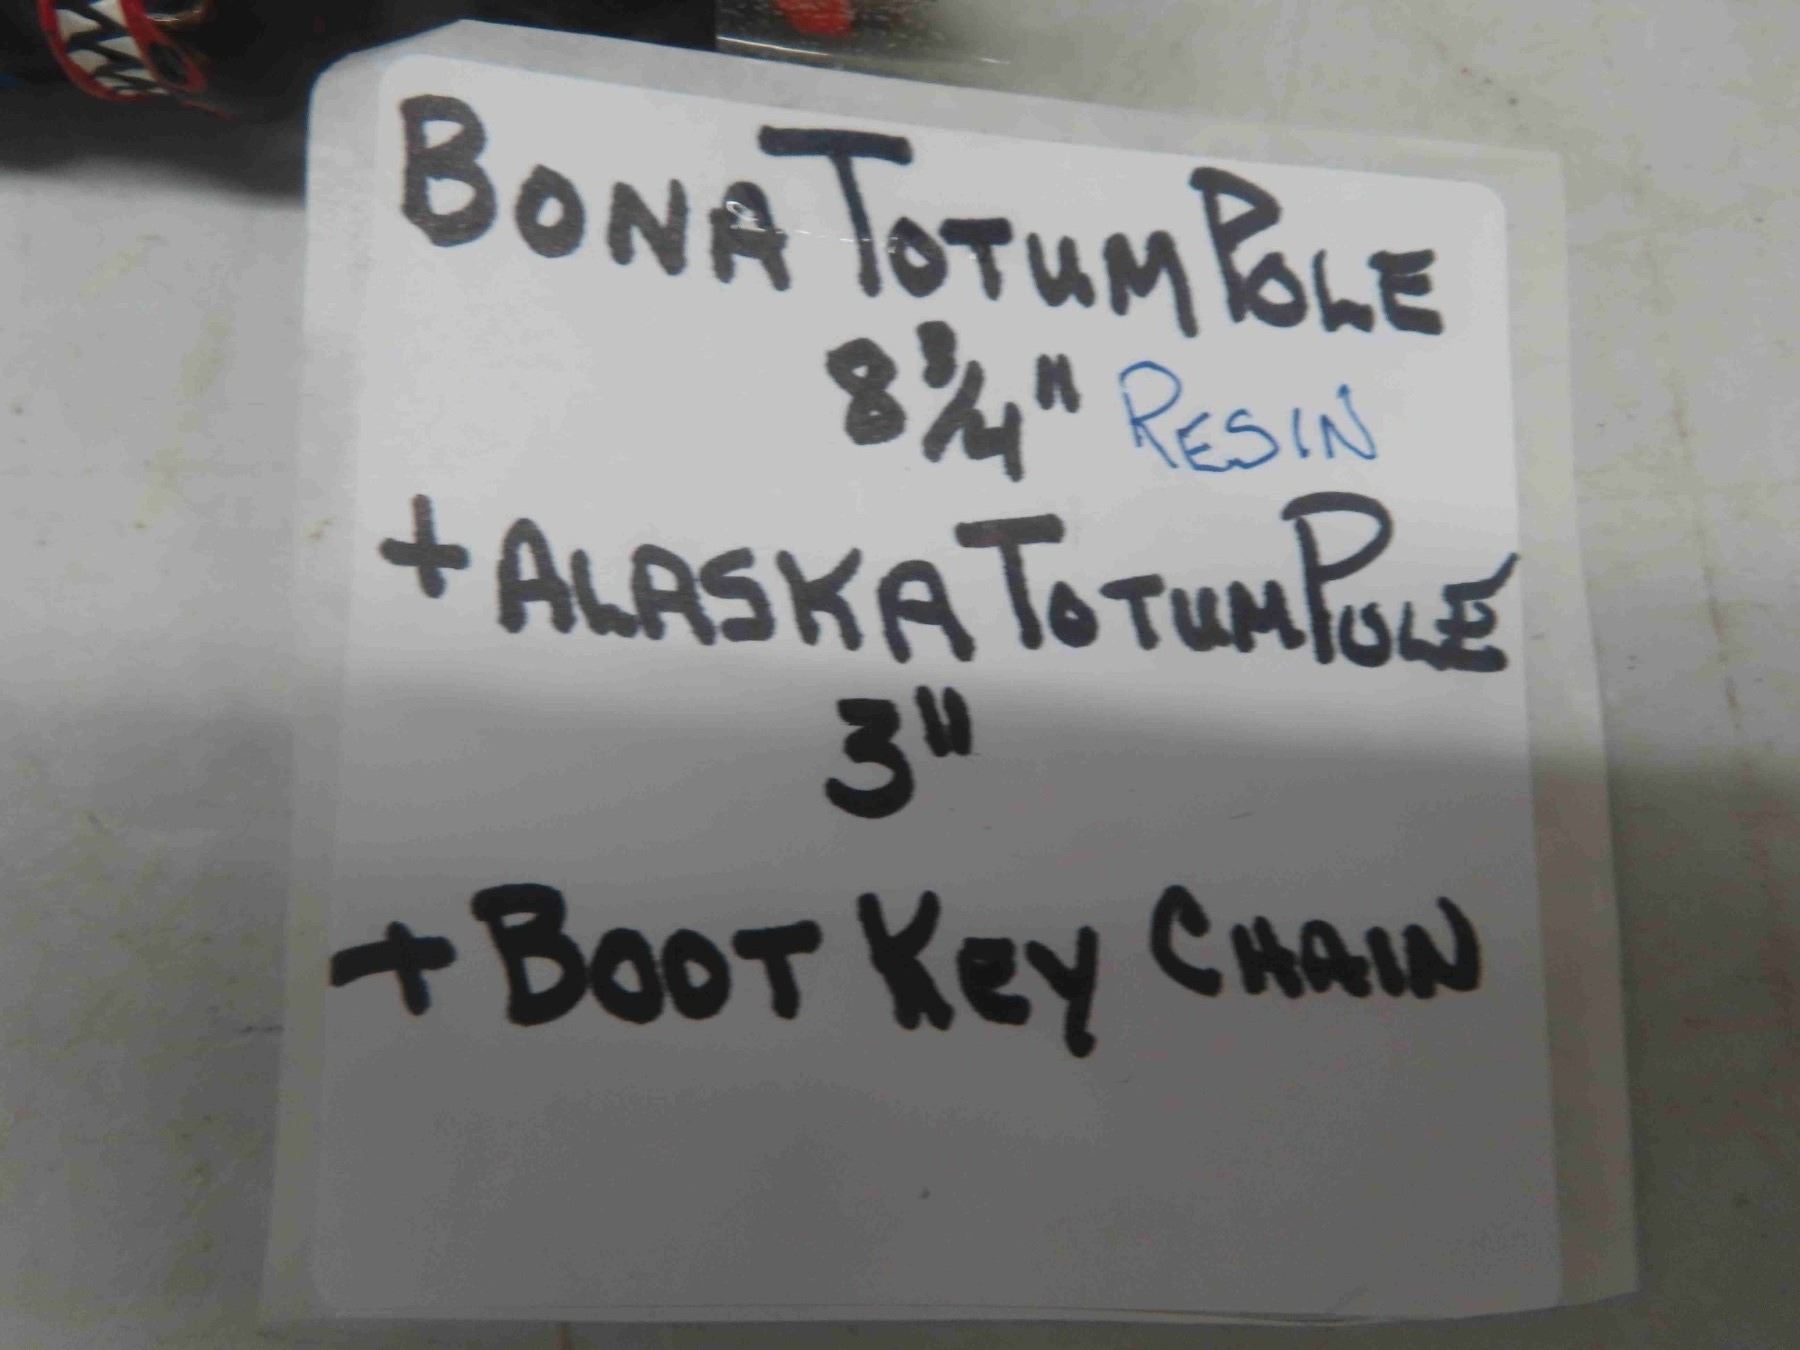 BONA TOTUM POLE
8 3/4" RESIN
+ ALASKA TOTUM POLE
3"
+ BOOT KEY CHAIN